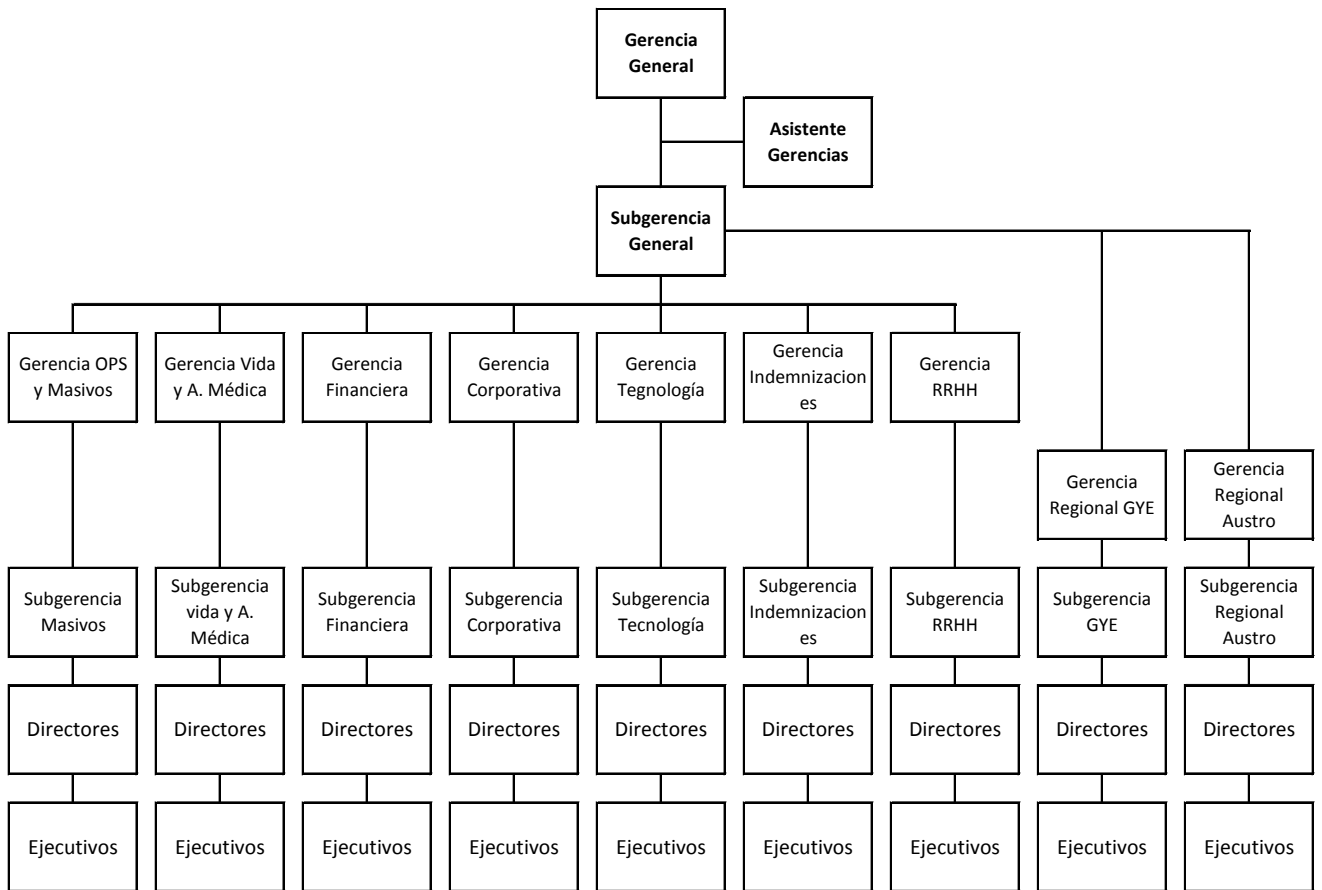 Gerencia
General
Asistente
Gerencias
Subgerencia
General
Gerencia OPS
y Masivos
Gerencia Vida
y A. Médica
Gerencia
Financiera
Gerencia
Corporativa
Gerencia
Tegnología
Gerencia
Indemnizacion
es
Gerencia
RRHH
Gerencia
Regional GYE
Gerencia
Regional
Austro
Subgerencia
Masivos
Subgerencia
vida y A.
Médica
Subgerencia
Financiera
Subgerencia
Corporativa
Subgerencia
Tecnología
Subgerencia
Indemnizacion
es
Subgerencia
RRHH
Subgerencia
GYE
Subgerencia
Regional
Austro
Directores
Directores
Directores
Directores
Directores
Directores
Directores
Directores
Directores
Ejecutivos
Ejecutivos
Ejecutivos
Ejecutivos
Ejecutivos
Ejecutivos
Ejecutivos
Ejecutivos
Ejecutivos